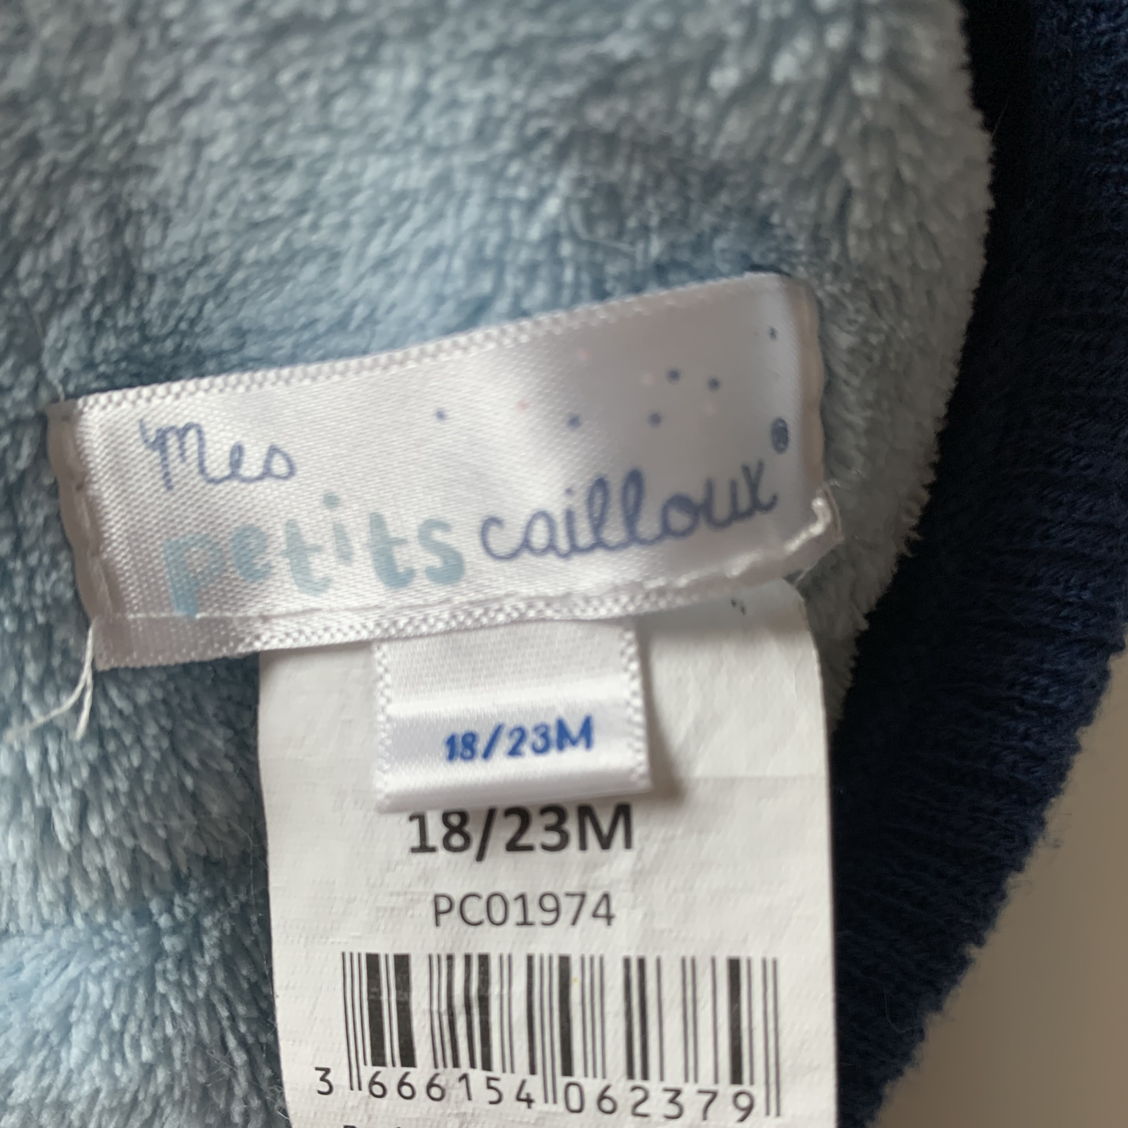 Mes
petits cailloux®
18/23M
18/23M
PC01974
3 666154 062379